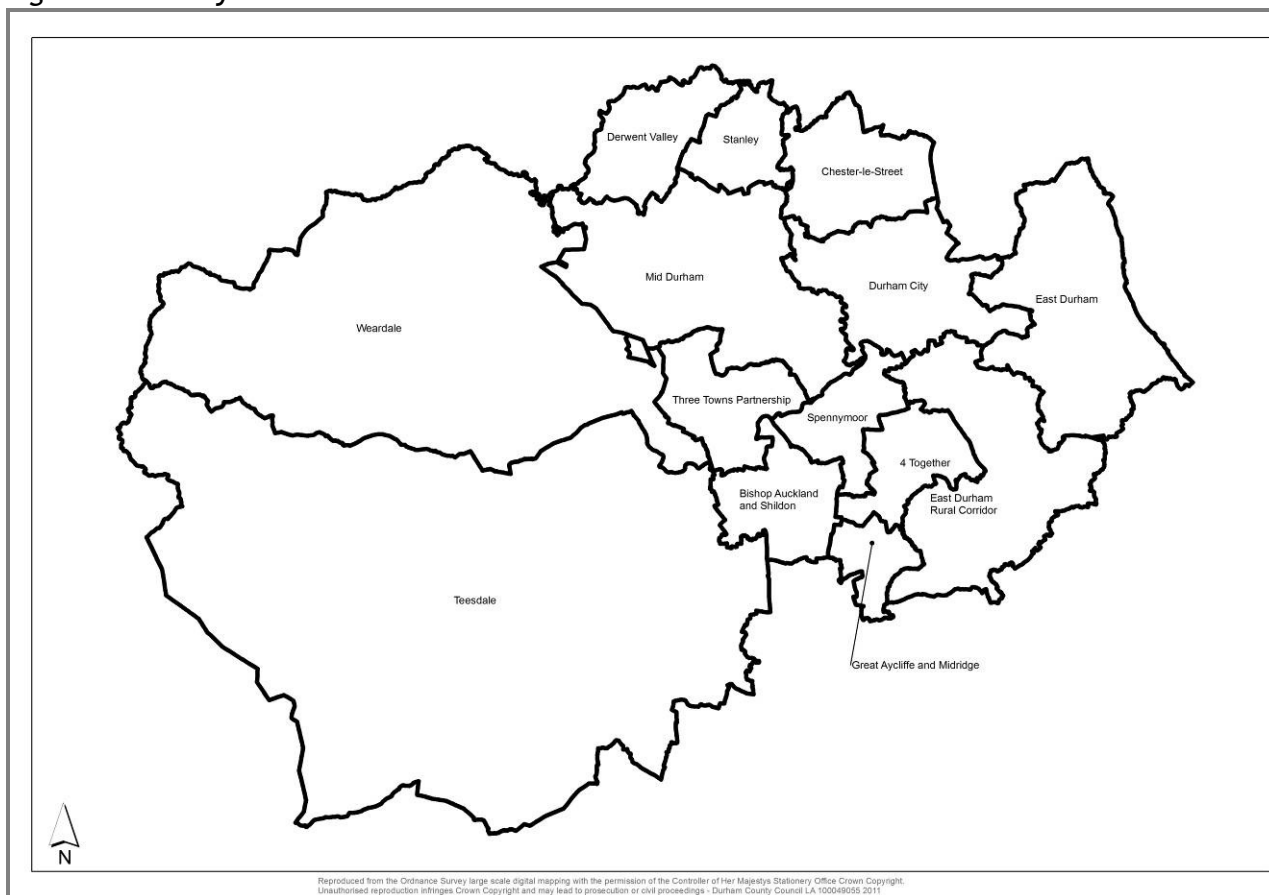 Derwent Valley
Stanley
Chester-le-Street
Mid Durham
Durham City
East Durham
Weardale
Three Towns Partnership
Spennymoor
4 Together
Bishop Auckland
and Shildon
East Durham
Rural Corridor
Teesdale
Great Aycliffe and Midridge
N
Reproduced from the Ordnance Survey large scale digital mapping with the permission of the Controller of Her Majestys Stationery Office Crown Copyright.
Unauthorised reproduction infringes Crown Copyright and may lead to prosecution or civil proceedings - Durham County Council LA 100049055 2011